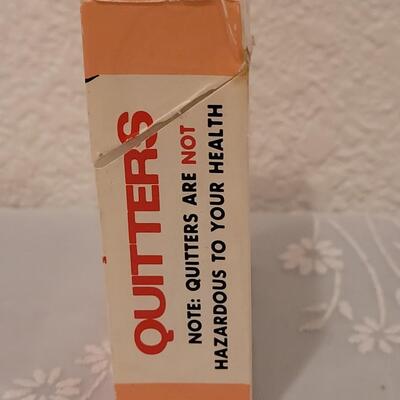 QUITTERS
NOTE: QUITTERS ARE NOT
HAZARDOUS TO YOUR HEALTH